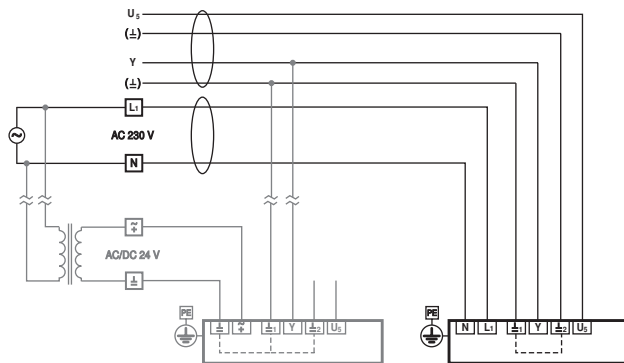 U5
(⊥)
Y
(⊥)
L1
AC 230 V
N
~
+
AC/DC 24 V
⊥
PE
⊥ ~+ ⊥1 Y ⊥2 U5
PE
N L1 ⊥1 Y ⊥2 U5